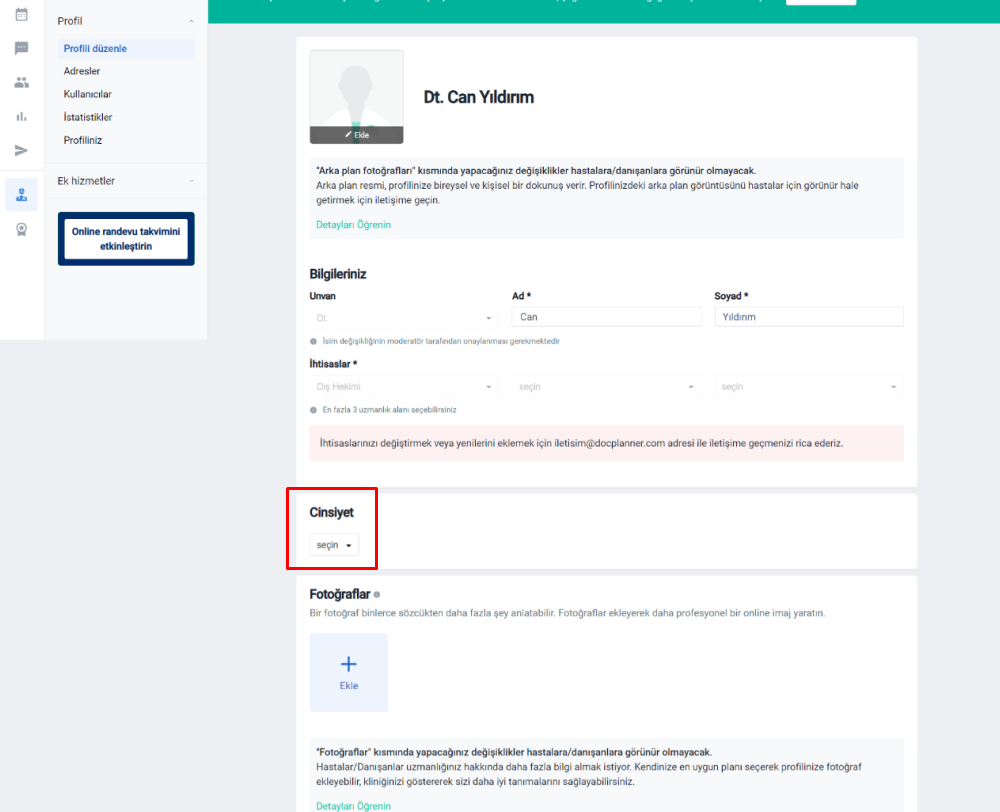 Profil
Profili düzenle
Adresler
Kullanıcılar
İstatistikler
Profiliniz
Ek hizmetler
Online randevu takvimini
etkinleştirin
Ekle
Dt. Can Yıldırım
"Arka plan fotoğrafları" kısmında yapacağınız değişiklikler hastalara/danışanlara görünür olmayacak.
Arka plan resmi, profilinize bireysel ve kişisel bir dokunuş verir. Profilinizdeki arka plan görüntüsünü hastalar için görünür hale
getirmek için iletişime geçin.
Detayları Öğrenin
Bilgileriniz
Unvan
Ad *
Soyad *
Dt.
Can
Yıldırım
İsim değişikliğinin moderatör tarafından onaylanması gerekmektedir
İhtisaslar *
Diş Hekimi
seçin
seçin
En fazla 3 uzmanlık alanı seçebilirsiniz
İhtisaslarınızı değiştirmek veya yenilerini eklemek için iletisim@docplanner.com adresi ile iletişime geçmenizi rica ederiz.
Cinsiyet
seçin
Fotoğraflar
Bir fotoğraf binlerce sözcükten daha fazla şey anlatabilir. Fotoğraflar ekleyerek daha profesyonel bir online imaj yaratın.
Ekle
"Fotoğraflar" kısmında yapacağınız değişiklikler hastalara/danışanlara görünür olmayacak.
Hastalar/Danışanlar uzmanlığınız hakkında daha fazla bilgi almak istiyor. Kendinize en uygun planı seçerek profilinize fotoğraf
ekleyebilir, kliniğinizi göstererek sizi daha iyi tanımalarını sağlayabilirsiniz.
Detayları Öğrenin